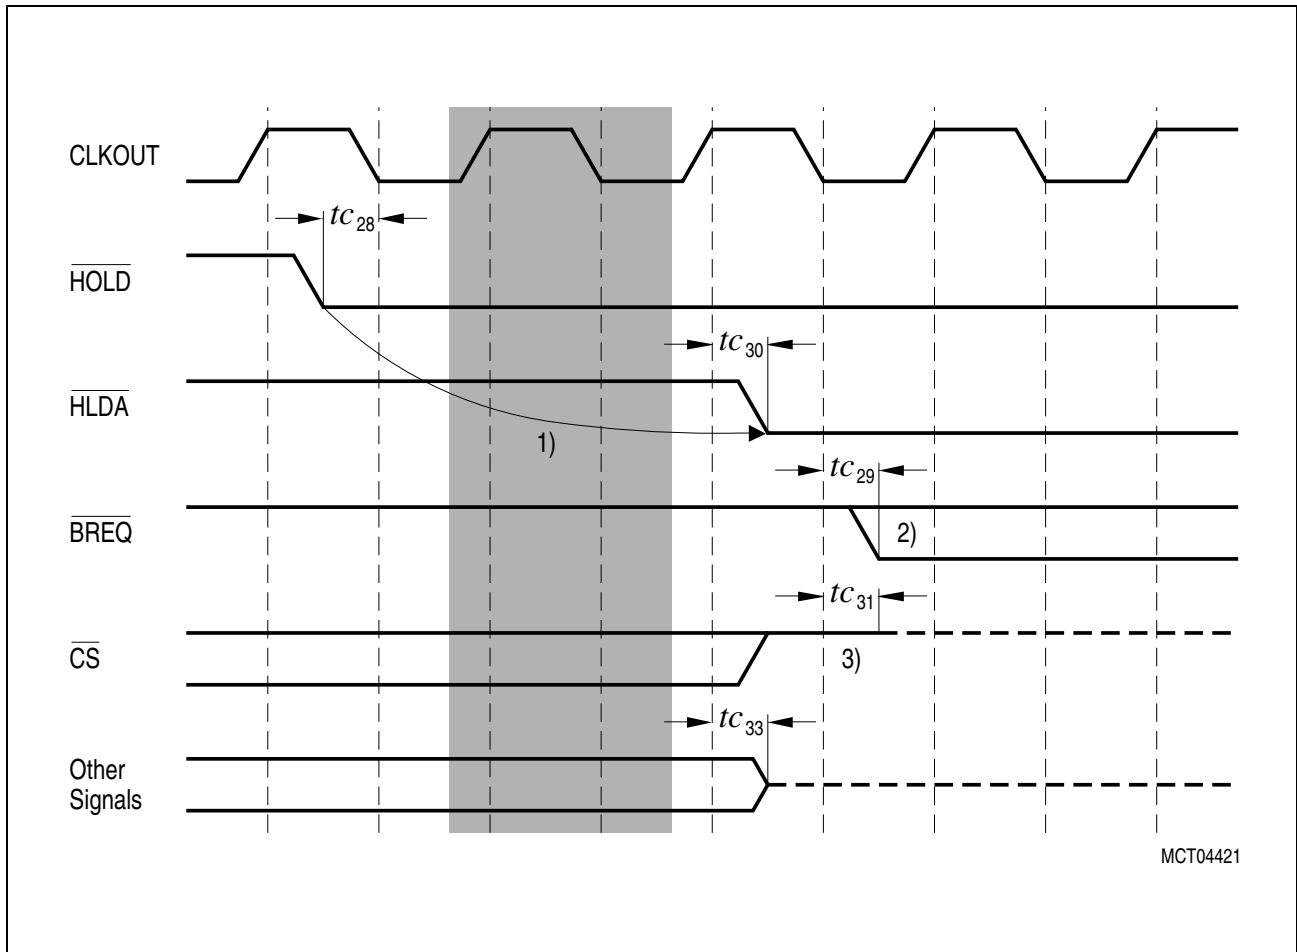 CLKOUT
tc28
HOLD
tc30
HLDA
1)
tc29
BREQ
2)
tc31
CS
3)
tc33
Other
Signals
MCT04421